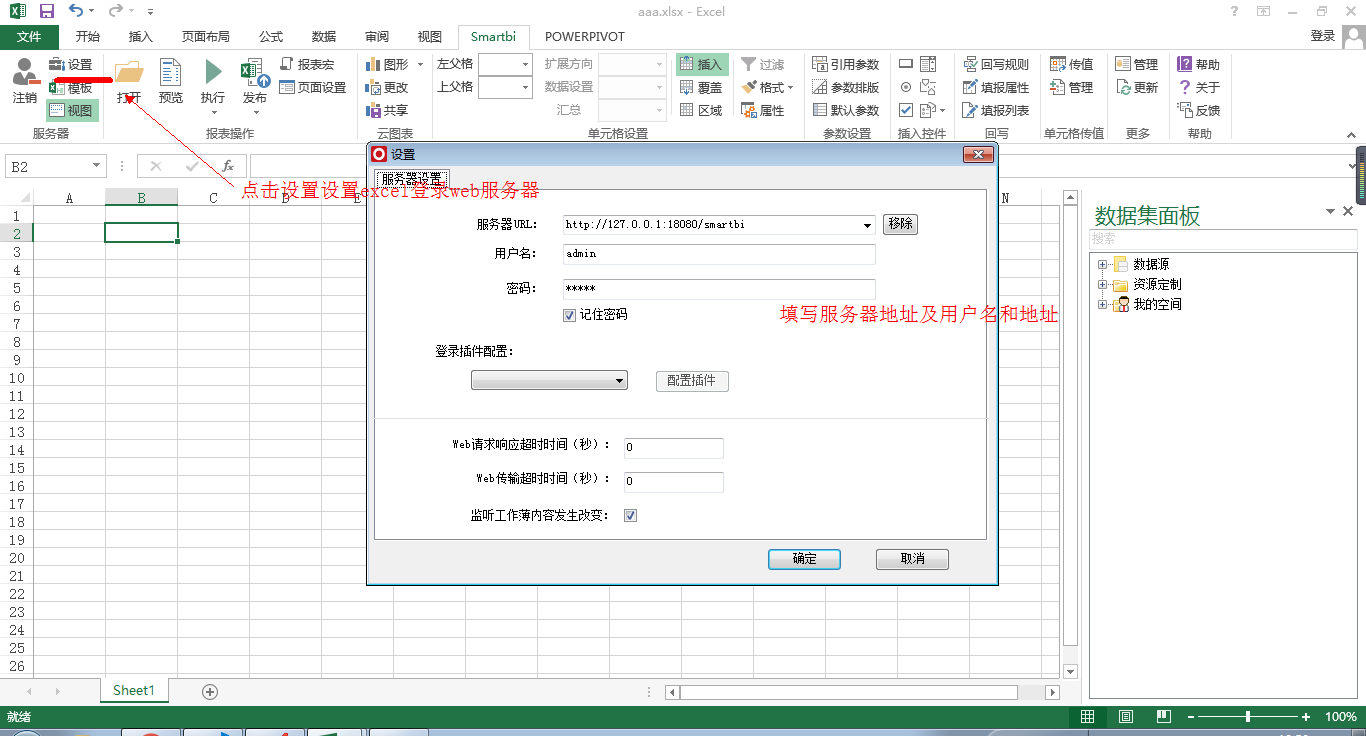 aaa.xlsx - Excel
文件 开始 插入 页面布局 公式 数据 审阅 视图 Smartbi POWERPIVOT 登录
注销 设置 模板 视图 服务器
打开 预览 执行 发布 报表宏 页面设置 报表操作
图形 更改 共享 云图表
左父格 上父格 扩展方向 数据设置 汇总 插入 覆盖 区域 过滤 格式 属性 单元格设置
引用参数 参数排版 默认参数 参数设置
插入控件
回写规则 填报属性 填报列表 回写
传值 管理 单元格传值
管理 更新 更多
帮助 关于 反馈 帮助
B2 fx
点击设置设置excel登录web服务器
A B C D E N
1
2
3
4
5
6
7
8
9
10
11
12
13
14
15
16
17
18
19
20
21
22
23
24
25
26
设置
服务器设置
服务器URL: http://127.0.0.1:18080/smartbi 移除
用户名: admin
密码: *****
记住密码
填写服务器地址及用户名和地址
登录插件配置:
配置插件
Web请求响应超时时间（秒）: 0
Web传输超时时间（秒）: 0
监听工作薄内容发生改变:
确定 取消
数据集面板
搜索
数据源
资源定制
我的空间
Sheet1
就绪 100%